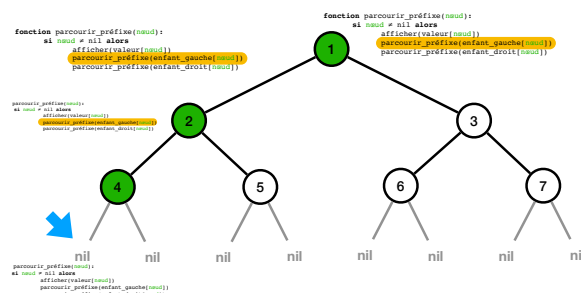 fonction parcourir_préfixe(nœud):
si nœud ≠ nil alors
afficher(valeur[nœud])
parcourir_préfixe(enfant_gauche[nœud])
parcourir_préfixe(enfant_droit[nœud])
fonction parcourir_préfixe(nœud):
si nœud ≠ nil alors
afficher(valeur[nœud])
parcourir_préfixe(enfant_gauche[nœud])
parcourir_préfixe(enfant_droit[nœud])
1
parcourir_préfixe(nœud):
si nœud ≠ nil alors
afficher(valeur[nœud])
parcourir_préfixe(enfant_gauche[nœud])
parcourir_préfixe(enfant_droit[nœud])
2
3
4
5
6
7
nil
nil
nil
nil
nil
nil
nil
ni
parcourir_préfixe(nœud):
si nœud ≠ nil alors
afficher(valeur[nœud])
parcourir_préfixe(enfant_gauche[nœud])